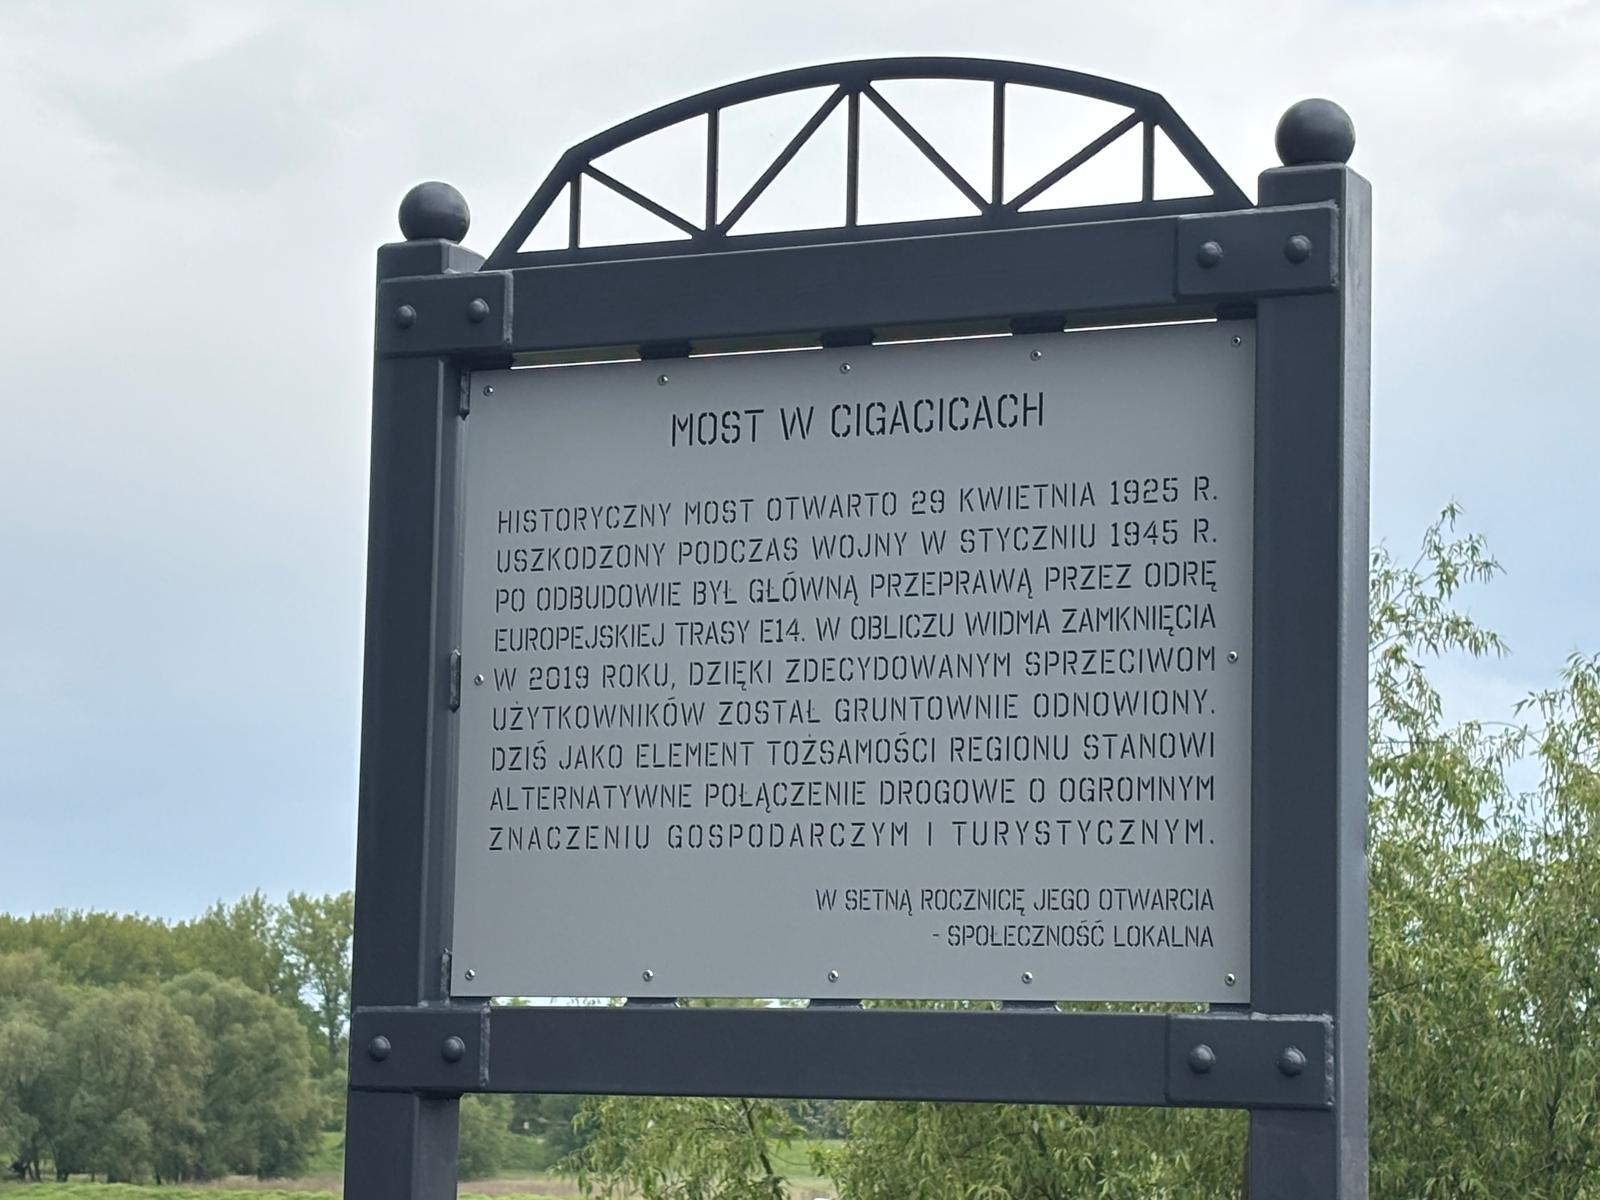 MOST W CIGACICACH
HISTORYCZNY MOST OTWARTO 29 KWIETNIA 1925 R.
USZKODZONY PODCZAS WOJNY W STYCZNIU 1945 R.
PO ODBUDOWIE BYŁ GŁÓWNĄ PRZEPRAWĄ PRZEZ ODRĘ
EUROPEJSKIEJ TRASY E14. W OBLICZU WIDMA ZAMKNIĘCIA
W 2019 ROKU, DZIĘKI ZDECYDOWANYM SPRZECIWOM
UŻYTKOWNIKÓW ZOSTAŁ GRUNTOWNIE ODNOWIONY.
DZIŚ JAKO ELEMENT TOŻSAMOŚCI REGIONU STANOWI
ALTERNATYWNE POŁĄCZENIE DROGOWE O OGROMNYM
ZNACZENIU GOSPODARCZYM I TURYSTYCZNYM.
W SETNĄ ROCZNICĘ JEGO OTWARCIA
- SPOŁECZNOŚĆ LOKALNA